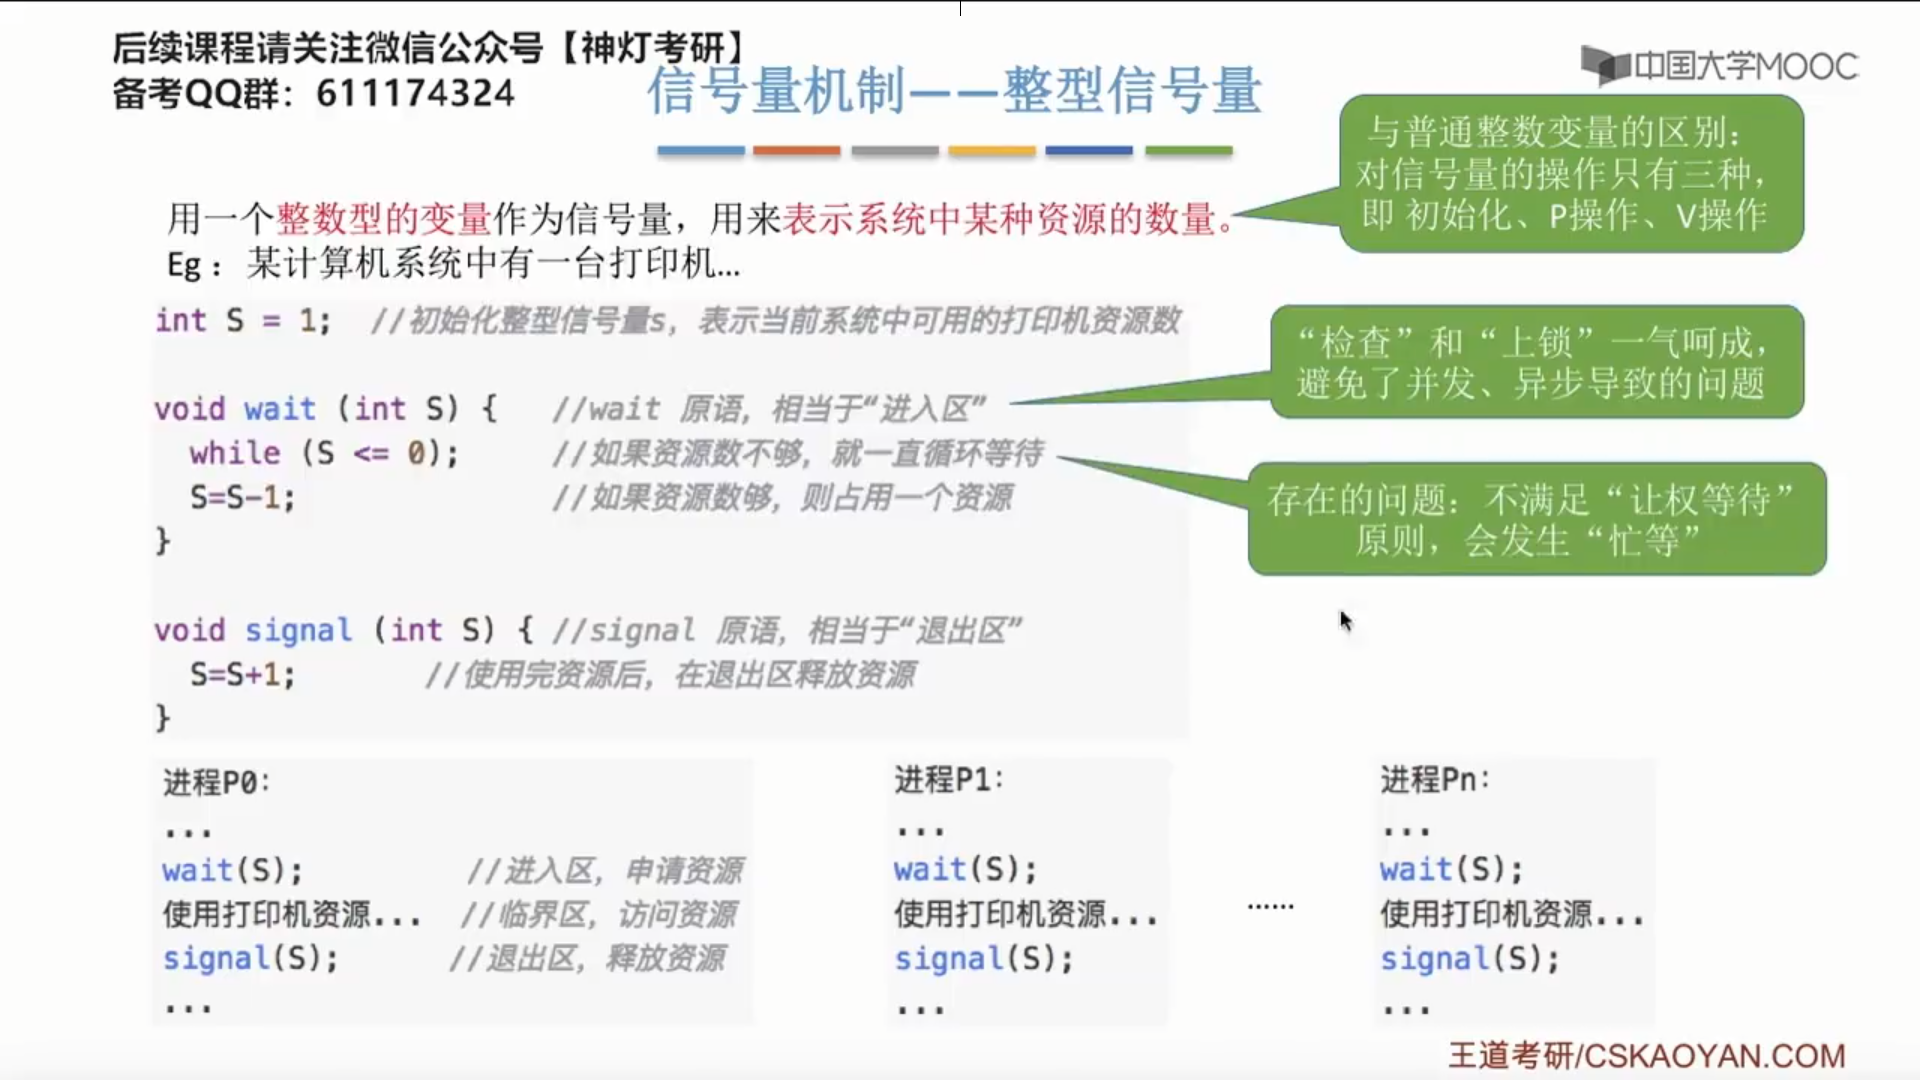 后续课程请关注微信公众号【神灯考研】
备考QQ群：611174324
信号量机制——整型信号量
中国大学MOOC
与普通整数变量的区别：
对信号量的操作只有三种，
即 初始化、P操作、V操作
用一个整数型的变量作为信号量，用来表示系统中某种资源的数量。
Eg：某计算机系统中有一台打印机...
int S = 1;  //初始化整型信号量s，表示当前系统中可用的打印机资源数
“检查”和“上锁”一气呵成，
避免了并发、异步导致的问题
void wait (int S) {   //wait 原语，相当于“进入区”
while (S <= 0);     //如果资源数不够，就一直循环等待
S=S-1;              //如果资源数够，则占用一个资源
}
存在的问题：不满足“让权等待”
原则，会发生“忙等”
void signal (int S) { //signal 原语，相当于“退出区”
S=S+1;       //使用完资源后，在退出区释放资源
}
进程P0：
...
wait(S);         //进入区，申请资源
使用打印机资源...  //临界区，访问资源
signal(S);      //退出区，释放资源
...
进程P1：
...
wait(S);
使用打印机资源...
signal(S);
...
......
进程Pn：
...
wait(S);
使用打印机资源...
signal(S);
...
王道考研/CSKAOYAN.COM